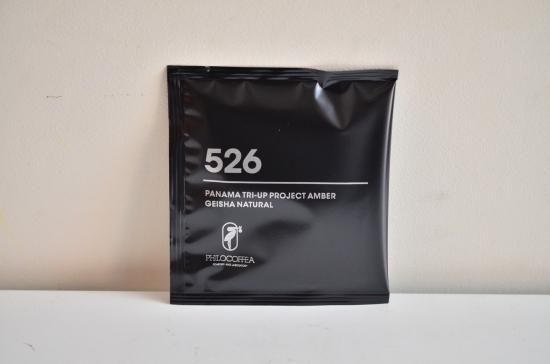 526
PANAMA TRI-UP PROJECT AMBER
GEISHA NATURAL
PHILOCOFFEA